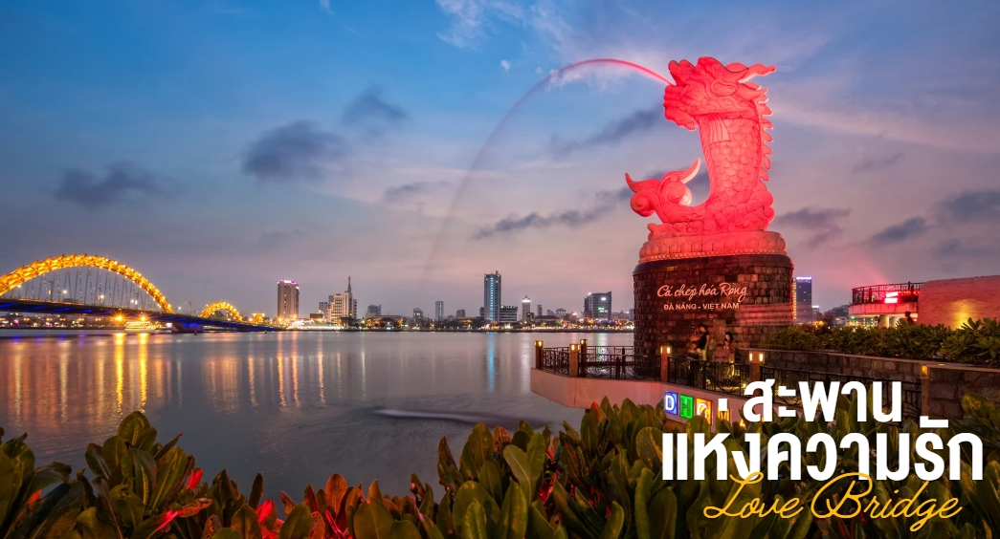 Cá chép hóa Rồng
ĐÀ NẴNG - VIỆT NAM
DHC
สะพาน
แห่งความรัก
Love Bridge